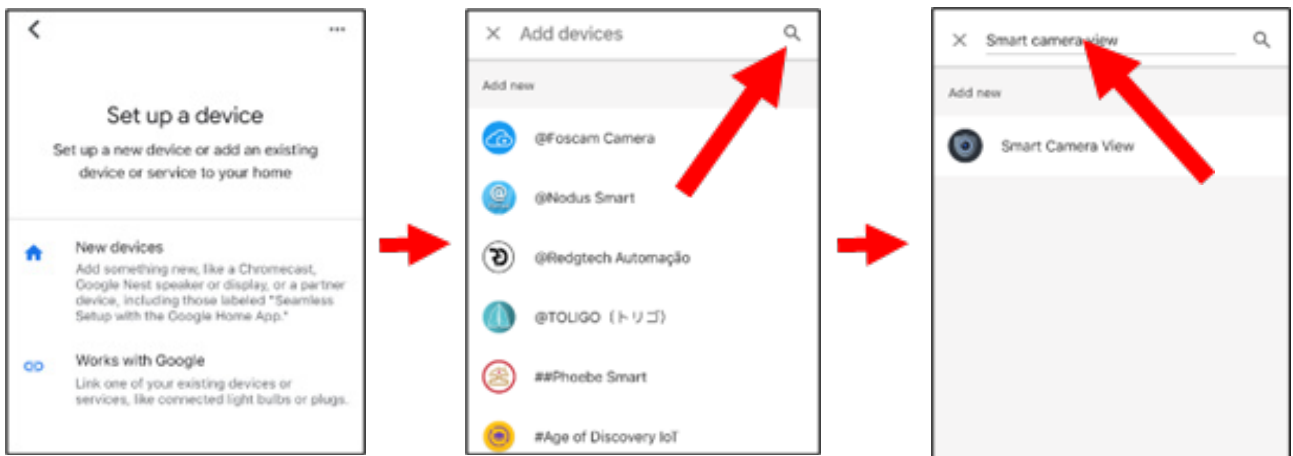 Set up a device
Set up a new device or add an existing
device or service to your home
New devices
Add something new, like a Chromecast,
Google Nest speaker or display, or a partner
device, including those labeled "Seamless
Setup with the Google Home App."
Works with Google
Link one of your existing devices or
services, like connected light bulbs or plugs.
Add devices
Add new
@Foscam Camera
@Nodus Smart
@Redgtech Automação
@TOLIGO (トリゴ)
##Phoebe Smart
#Age of Discovery IoT
Smart camera view
Add new
Smart Camera View